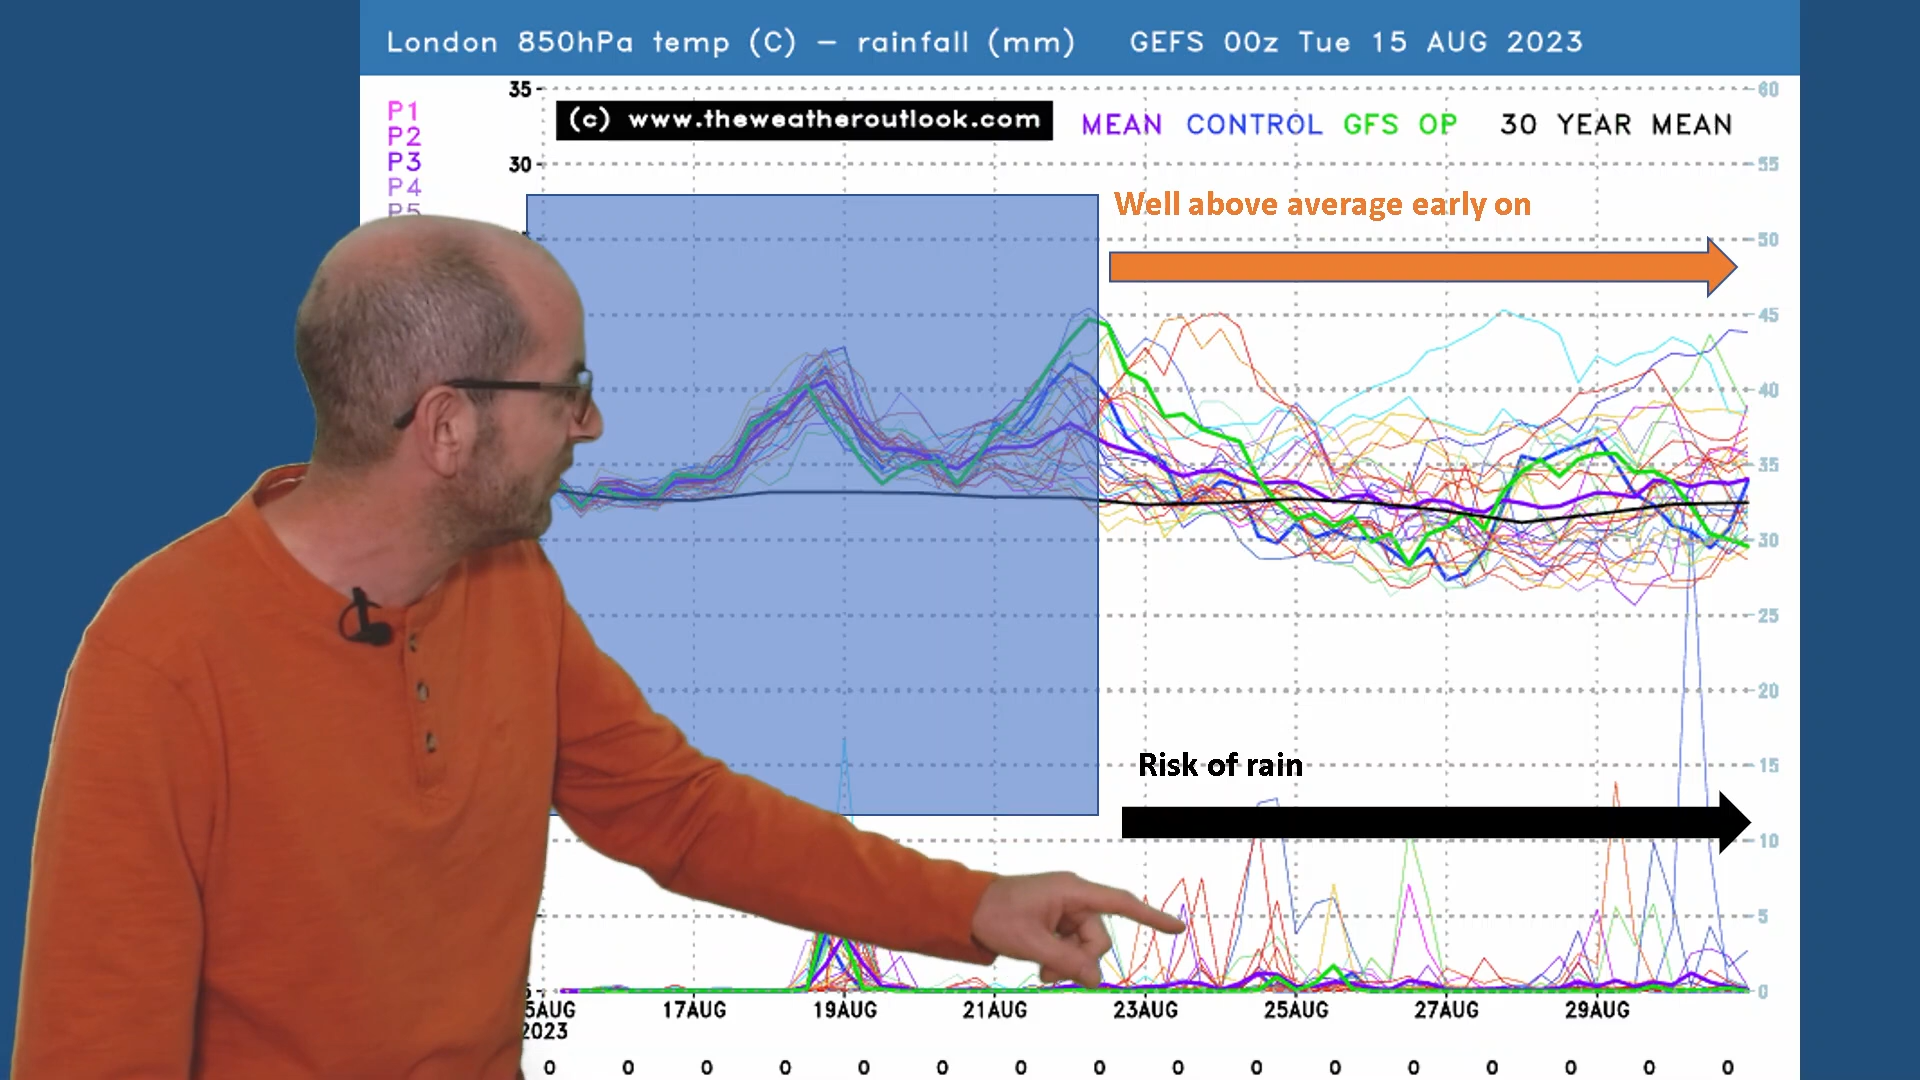 London 850hPa temp (C) – rainfall (mm) GEFS 00z Tue 15 AUG 2023
35
60
P1
P2
P3
P4
P5
(c) www.theweatheroutlook.com
MEAN CONTROL GFS OP 30 YEAR MEAN
30
55
Well above average early on
50
45
40
35
30
25
20
Risk of rain
15
10
5
0
5AUG 17AUG 19AUG 21AUG 23AUG 25AUG 27AUG 29AUG
2023
0 0 0 0 0 0 0 0 0 0 0 0 0 0 0 0